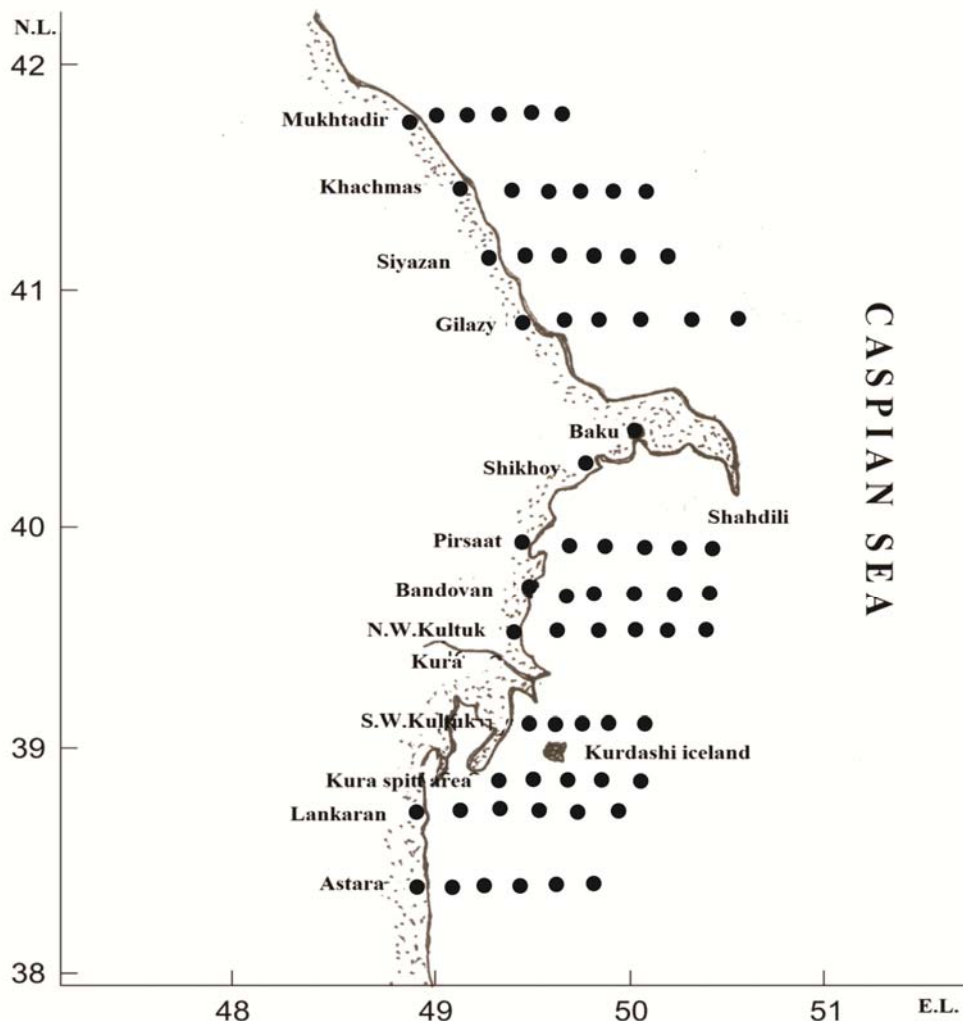 N.L.
42
Mukhtadir
Khachmas
Siyazan
41
Gilazy
CASPIAN SEA
Baku
Shikhoy
Shahdili
40
Pirsaat
Bandovan
N.W.Kultuk
Kura
S.W.Kultuk
39
Kurdashi iceland
Kura spitt area
Lankaran
Astara
38
48
49
50
51
E.L.